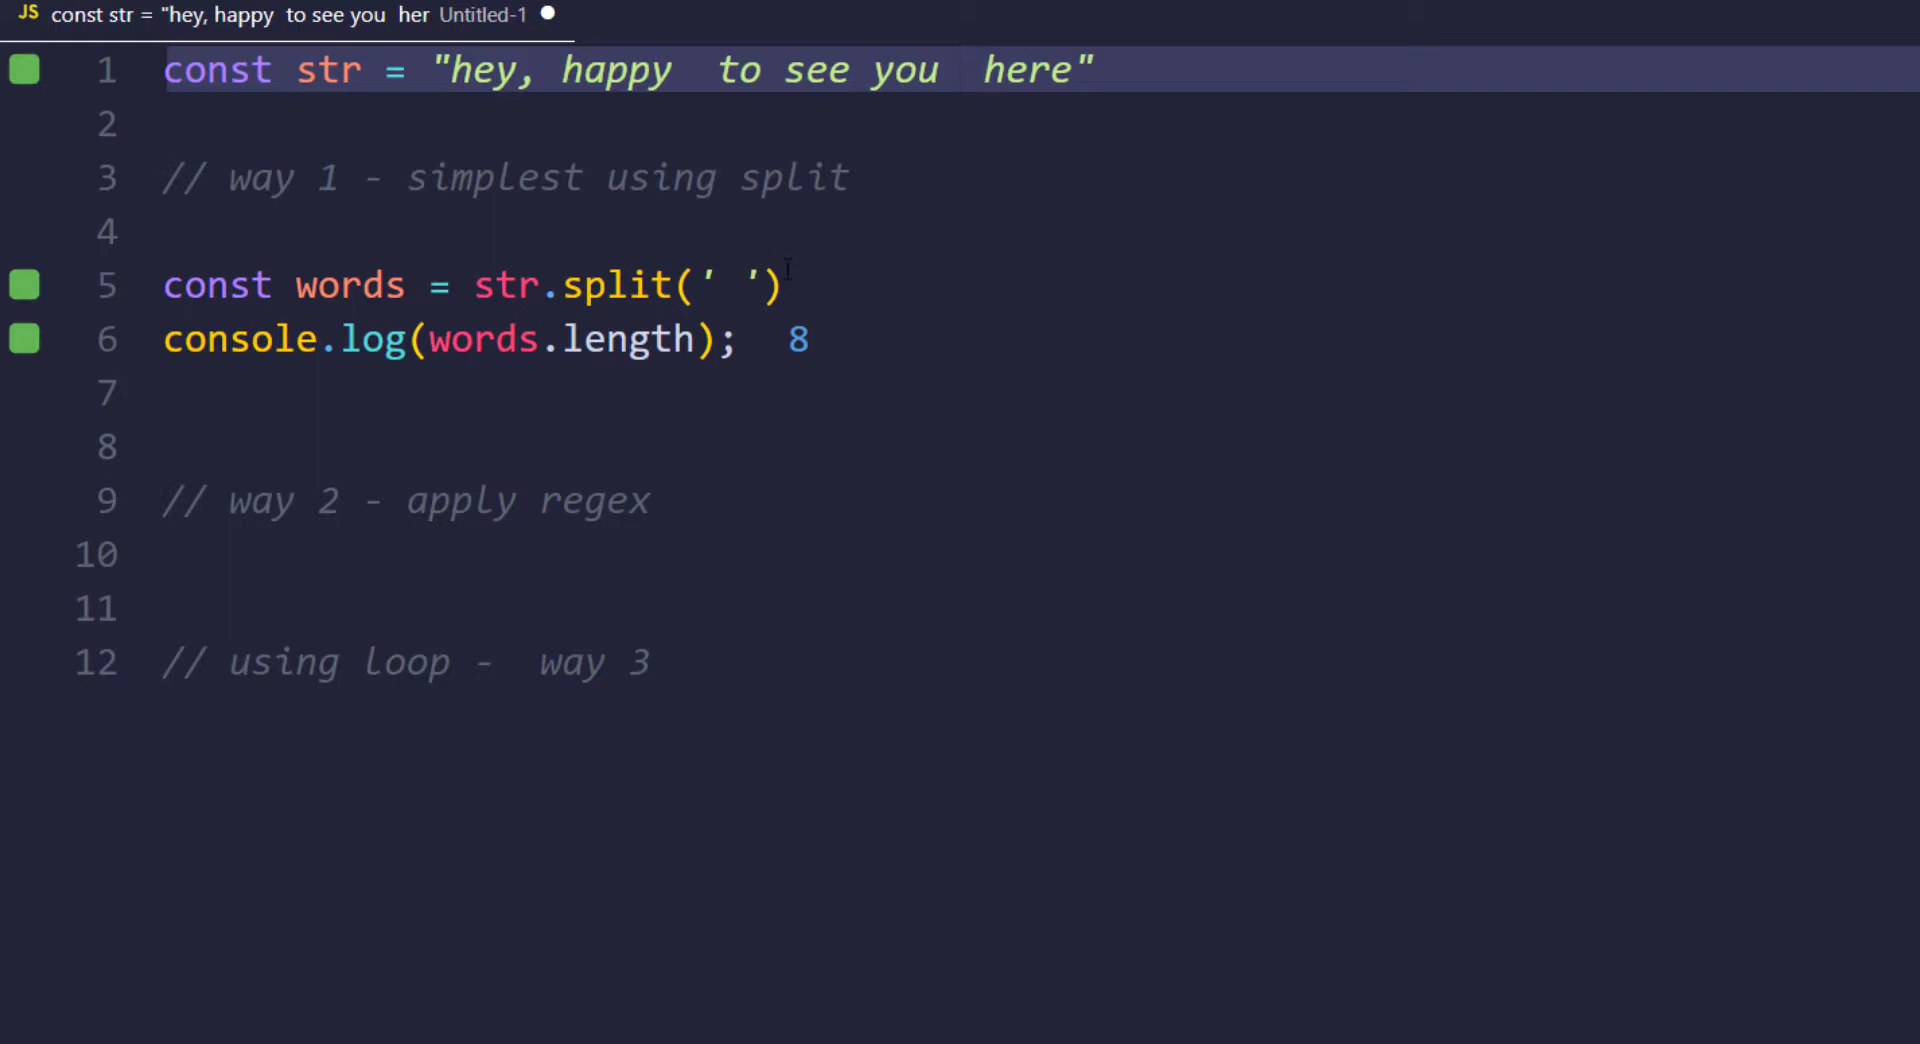 JS const str = "hey, happy  to see you  her Untitled-1
1 const str = "hey, happy  to see you  here"
2
3 // way 1 - simplest using split
4
5 const words = str.split(' ')
6 console.log(words.length);  8
7
8
9 // way 2 - apply regex
10
11
12 // using loop -  way 3